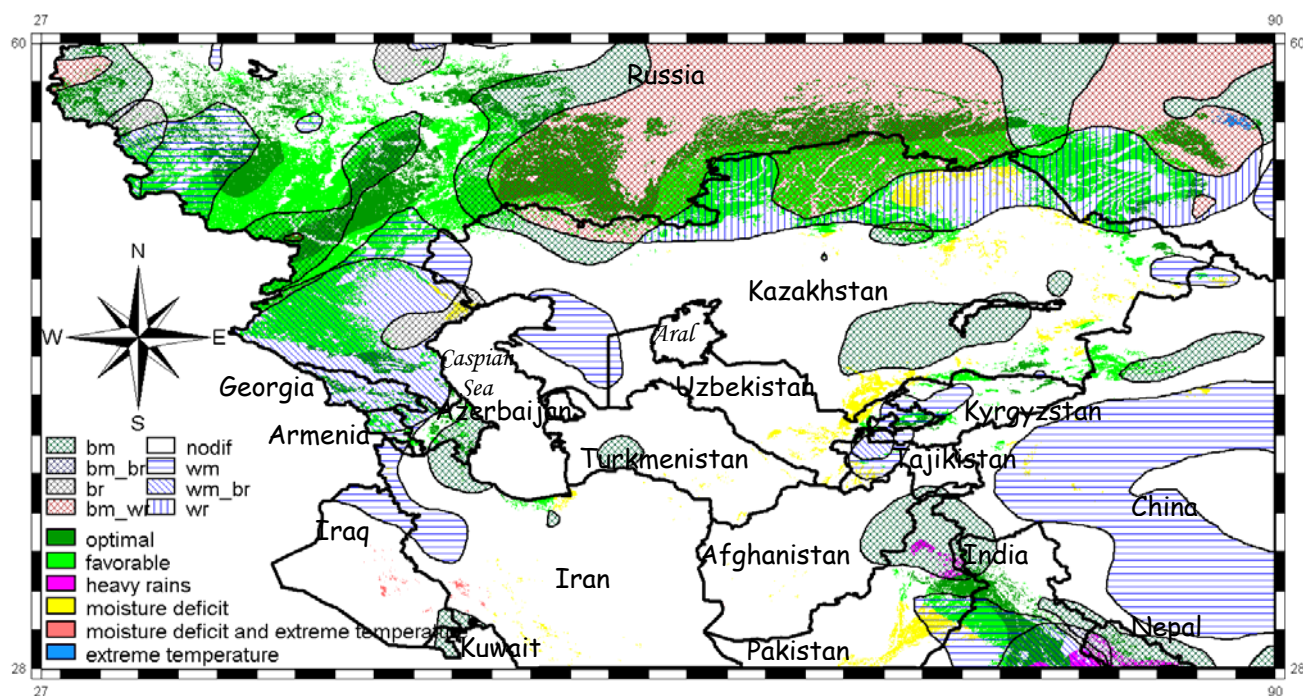 27 90
60 60
Russia
N
Kazakhstan
W E
Aral
Caspian
Sea
Georgia
Uzbekistan
S
Azerbaijan
Kyrgyzstan
Armenia
bm nodif
bm_br wm
br wm_br
bm_wr wr
Turkmenistan
Tajikistan
China
Iraq
optimal
favorable
heavy rains
moisture deficit
moisture deficit and extreme temperature
extreme temperature
Afghanistan
India
Iran
Nepal
Kuwait
Pakistan
28 28
27 90